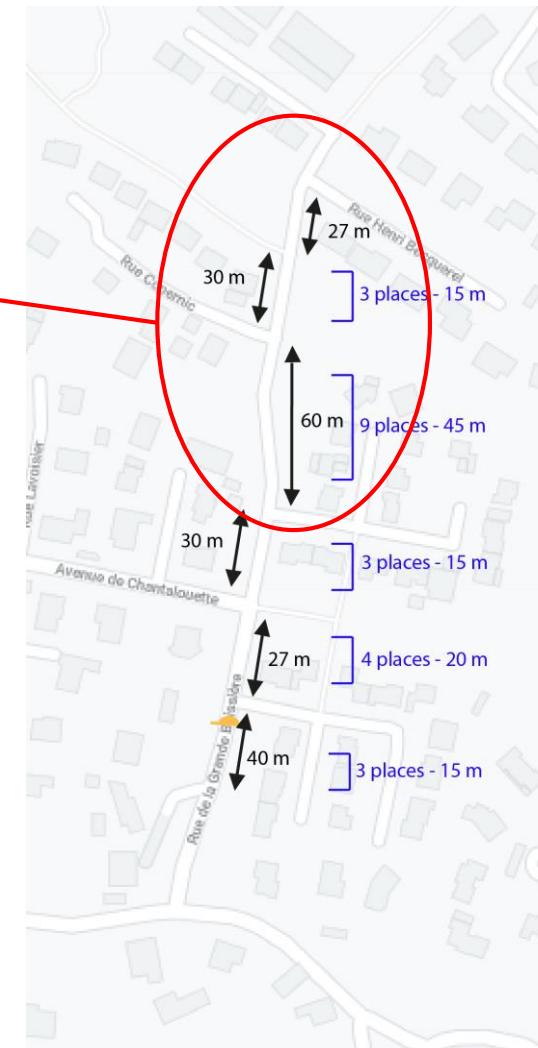 27 m
Rue Henri Becquerel
30 m
Rue Copernic
3 places - 15 m
60 m
9 places - 45 m
Rue Lavoisier
30 m
3 places - 15 m
Avenue de Chantalouette
27 m
4 places - 20 m
Rue de la Grande Boissière
40 m
3 places - 15 m